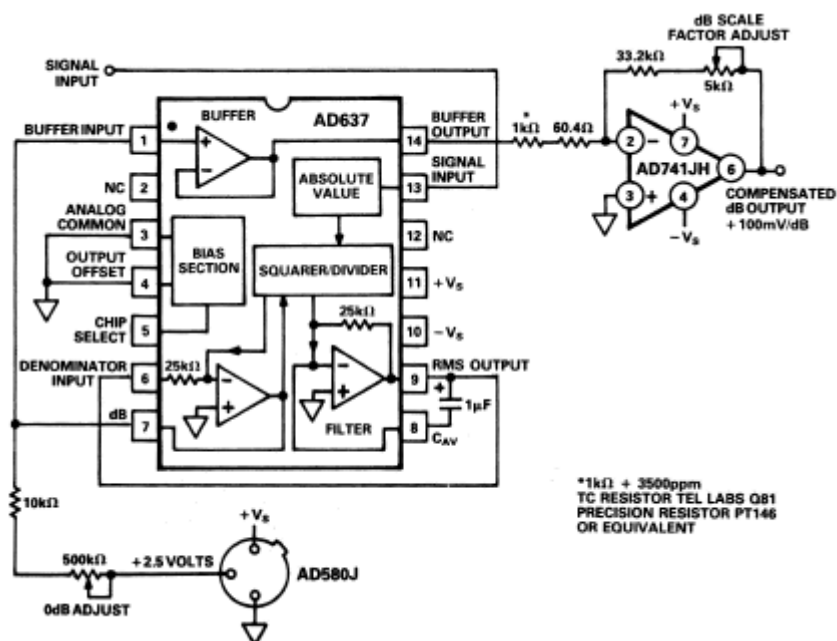 dB SCALE
FACTOR ADJUST
33.2kΩ
5kΩ
SIGNAL
INPUT
BUFFER
AD637
BUFFER
OUTPUT
*
1kΩ
60.4Ω
+VS
BUFFER INPUT
1
+
−
14
2
−
7
AD741JH
6
3
+
4
−VS
COMPENSATED
dB OUTPUT
+100mV/dB
NC
2
ABSOLUTE
VALUE
13
SIGNAL
INPUT
ANALOG
COMMON
3
12
NC
OUTPUT
OFFSET
4
BIAS
SECTION
SQUARER/DIVIDER
11
+VS
CHIP
SELECT
5
25kΩ
10
−VS
DENOMINATOR
INPUT
6
25kΩ
−
+
−
+
9
RMS OUTPUT
+
1μF
dB
7
FILTER
8
CAV
10kΩ
*1kΩ + 3500ppm
TC RESISTOR TEL LABS Q81
PRECISION RESISTOR PT146
OR EQUIVALENT
+VS
500kΩ
+2.5 VOLTS
AD580J
0dB ADJUST